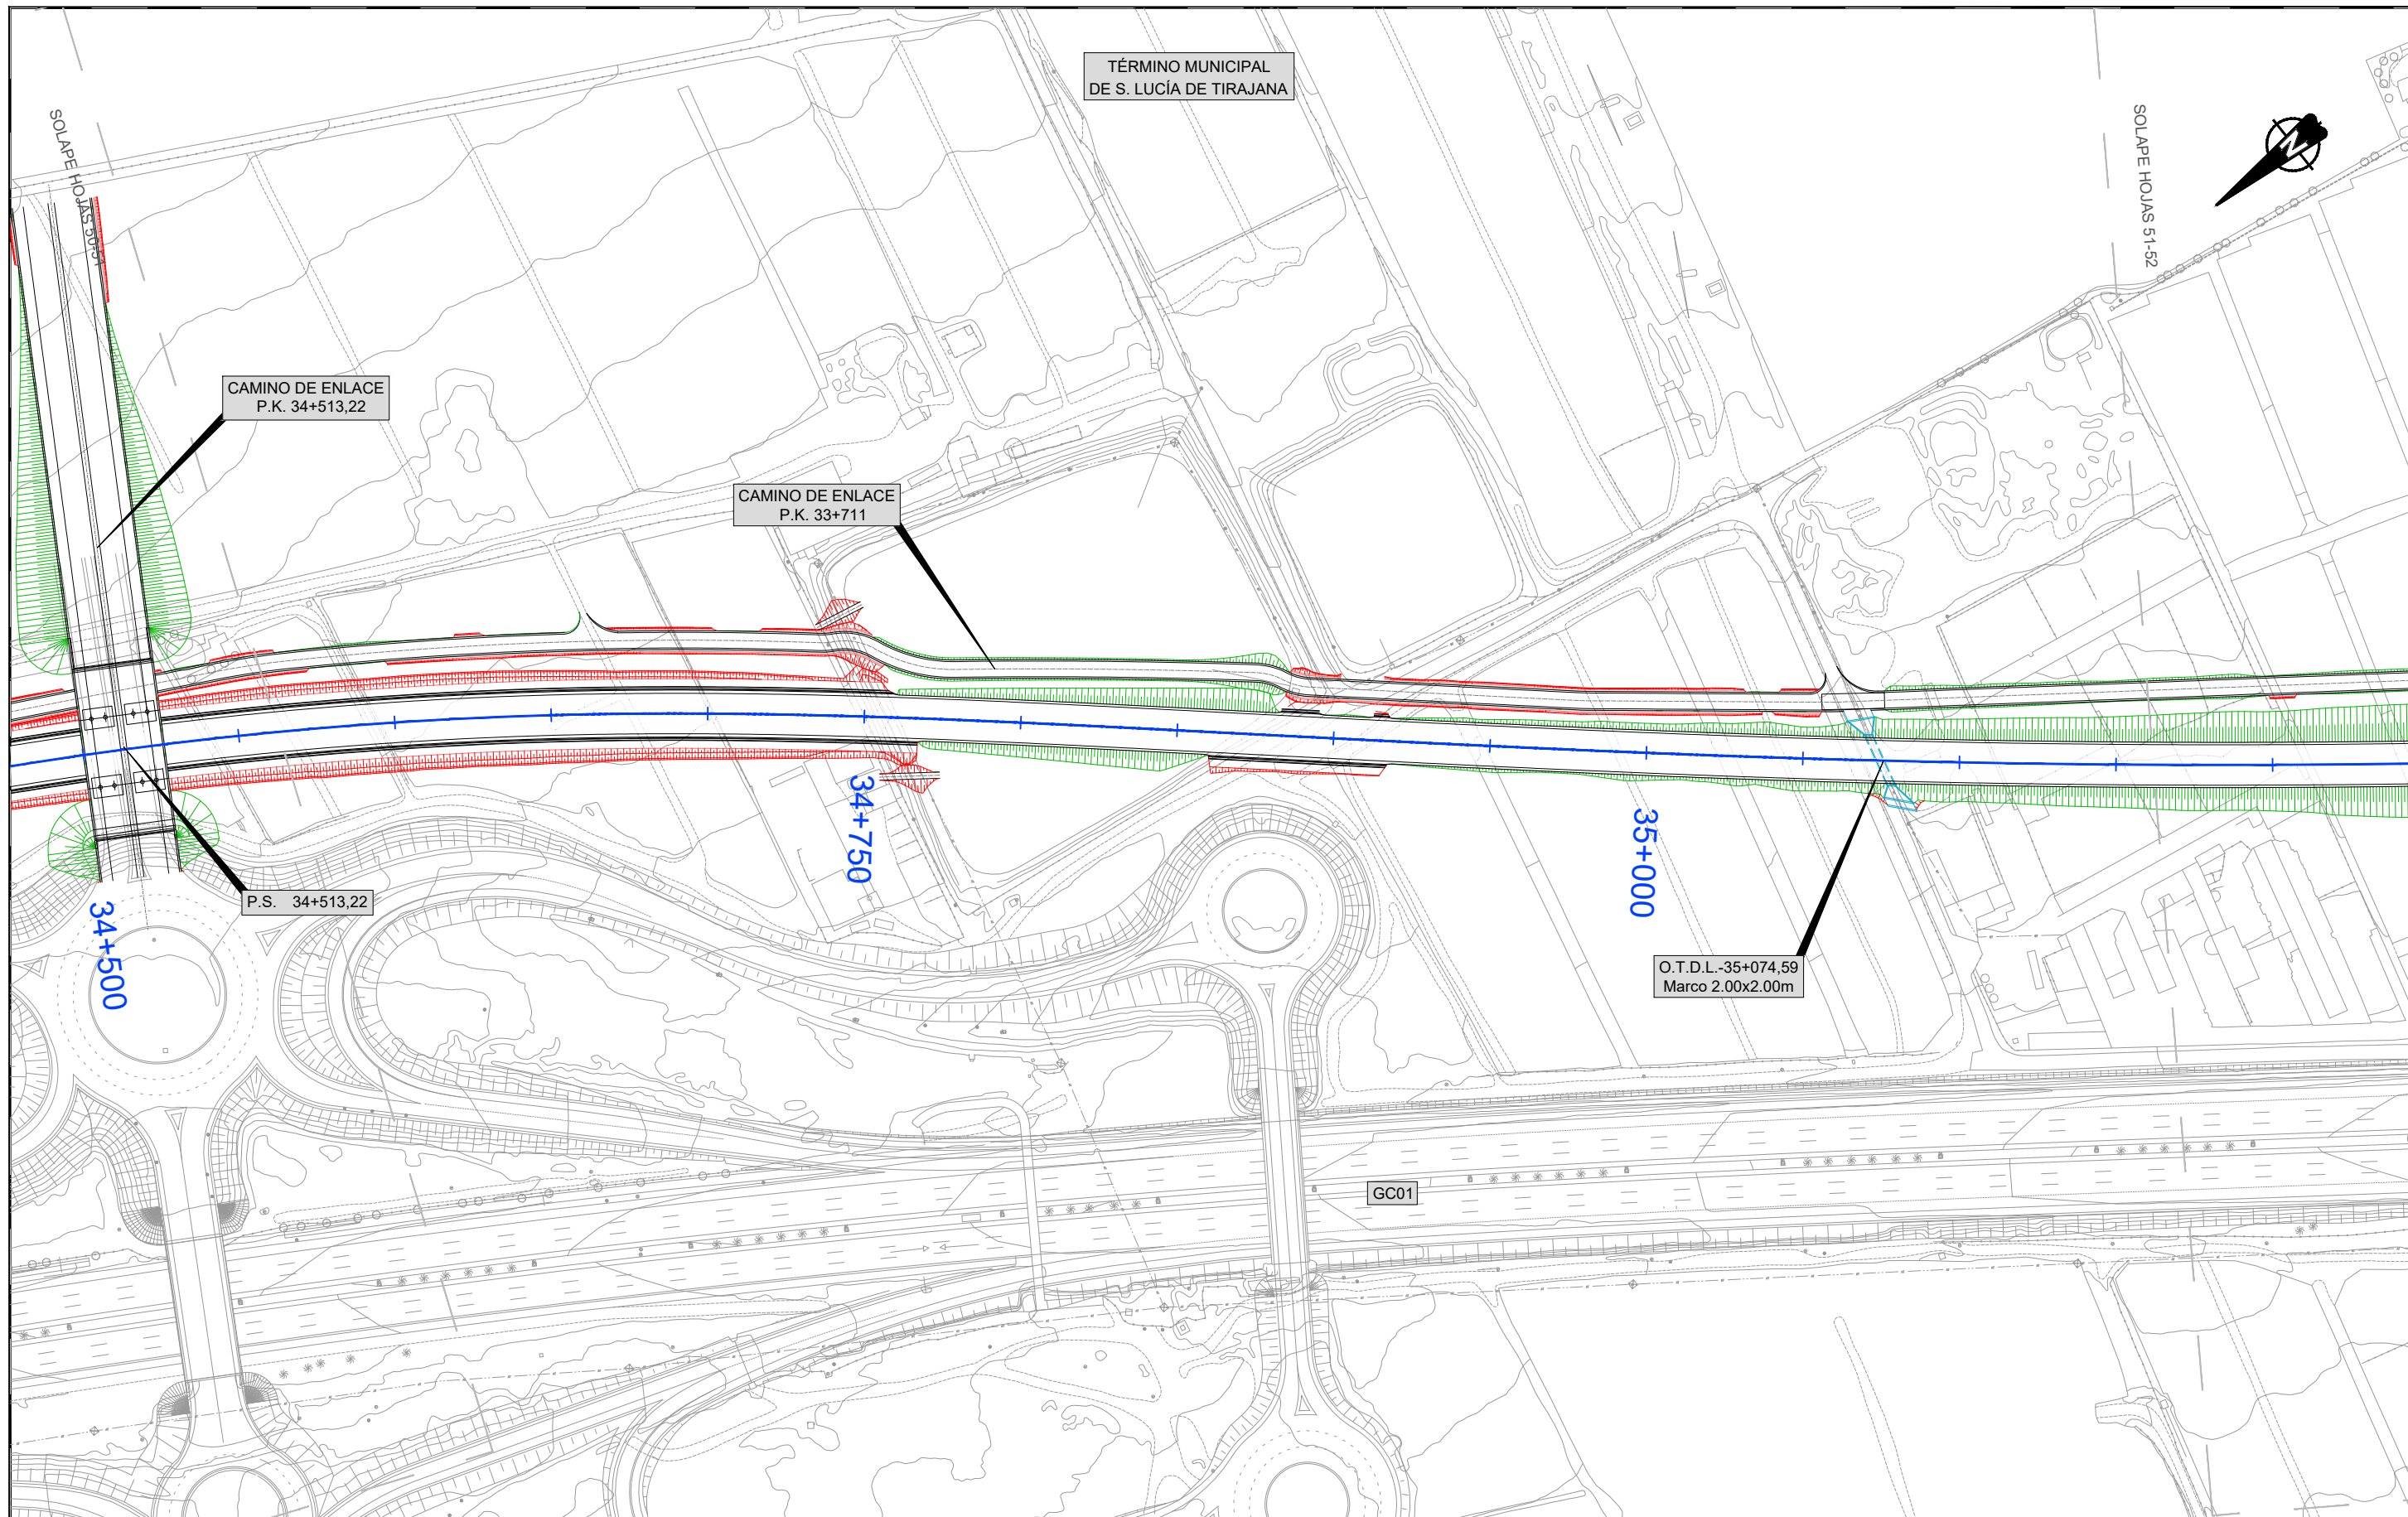 TÉRMINO MUNICIPAL
DE S. LUCÍA DE TIRAJANA
SOLAPE HOJAS 50-51
SOLAPE HOJAS 51-52
N
CAMINO DE ENLACE
P.K. 34+513,22
CAMINO DE ENLACE
P.K. 33+711
34+750
35+000
P.S. 34+513,22
34+500
O.T.D.L.-35+074,59
Marco 2.00x2.00m
GC01